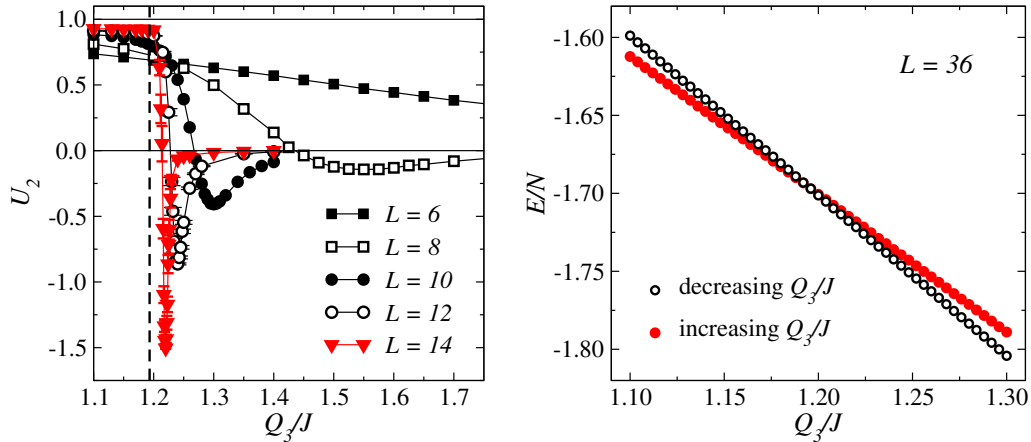 1.0
0.5
0.0
-0.5
-1.0
-1.5
U₂
L = 6
L = 8
L = 10
L = 12
L = 14
1.1 1.2 1.3 1.4 1.5 1.6 1.7
Q₃/J
-1.60
-1.65
-1.70
-1.75
-1.80
E/N
L = 36
decreasing Q₃/J
increasing Q₃/J
1.10 1.15 1.20 1.25 1.30
Q₃/J